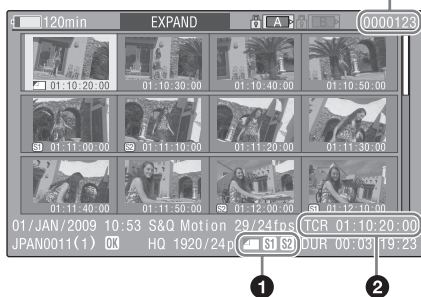 120min EXPAND A B 0000123
01:10:20:00 01:10:30:00 01:10:40:00 01:10:50:00
S1 01:11:00:00 S2 01:11:10:00 01:11:20:00 01:11:30:00
01:11:40:00 01:11:50:00 S2 01:12:00:00 S1 01:12:10:00
01/JAN/2009 10:53 S&Q Motion 29/24fps TCR 01:10:20:00
JPAN0011(1) OK HQ 1920/24p S1 S2 DUR 00:03:19:23
1 2